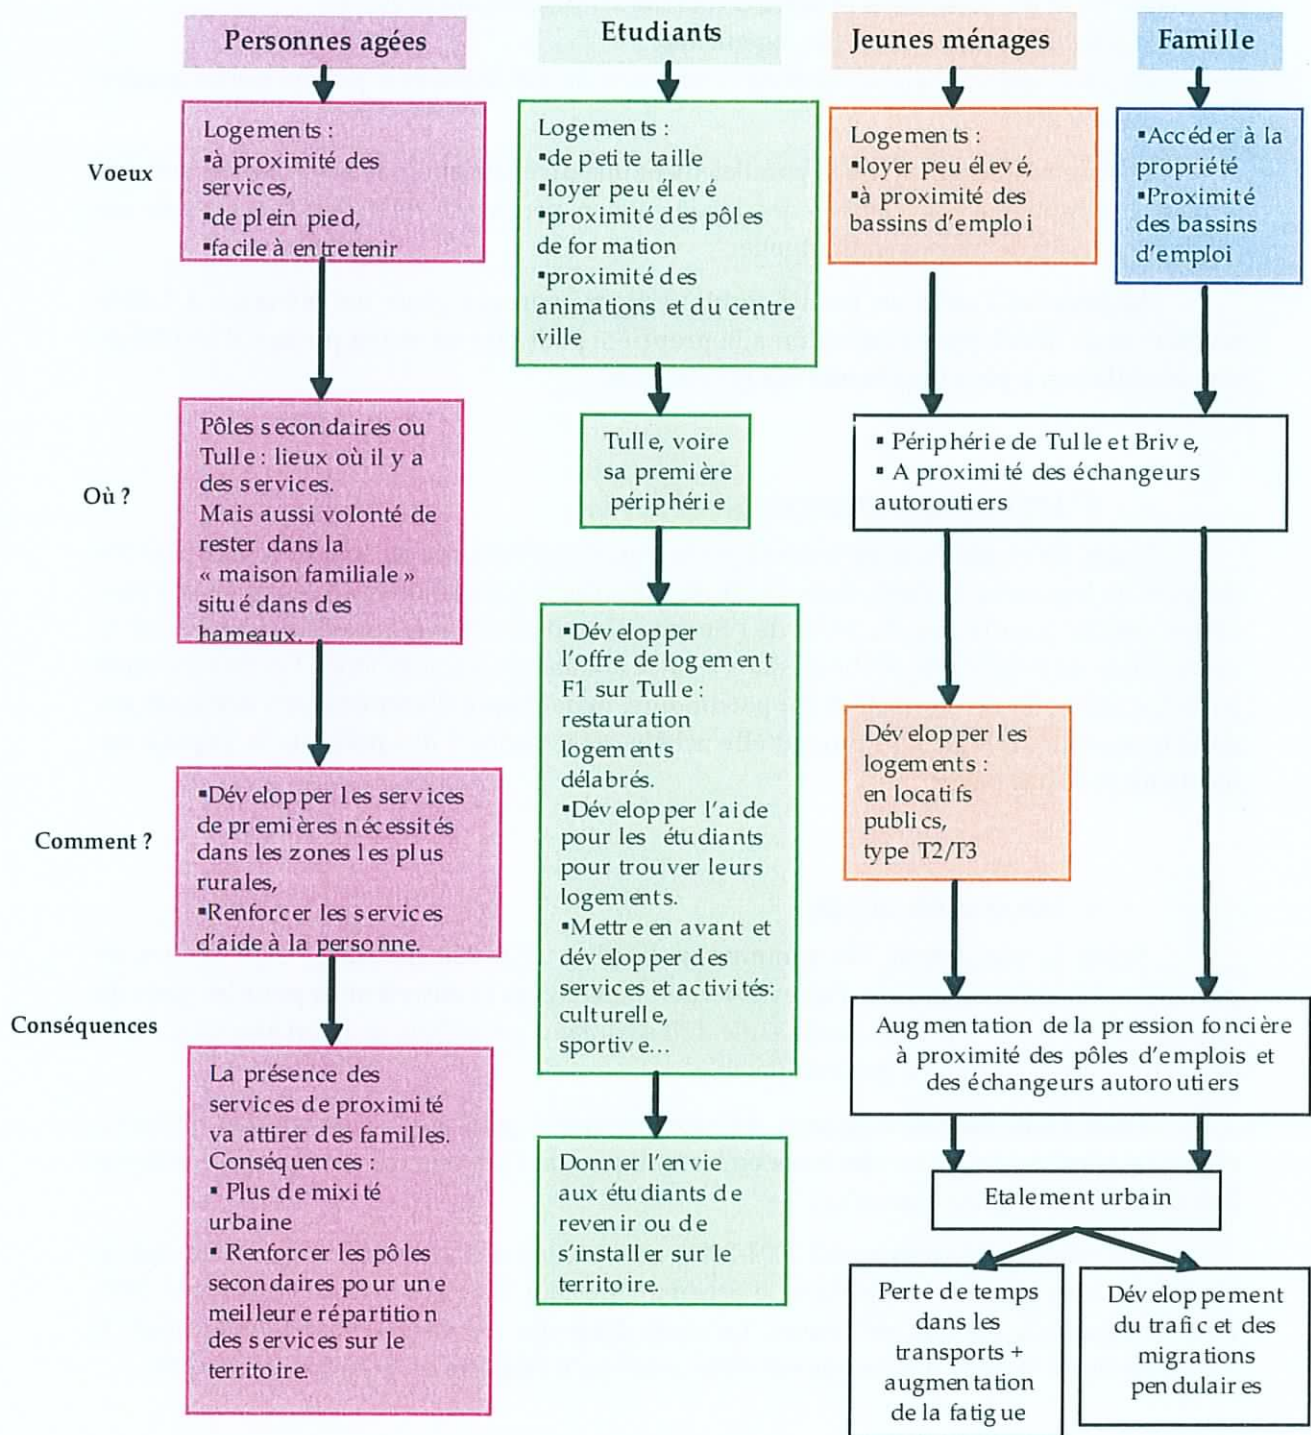 Personnes agées
Etudiants
Jeunes ménages
Famille
Voeux
Logements :
▪à proximité des
services,
▪de plein pied,
▪facile à entretenir
Logements :
▪de petite taille
▪loyer peu élevé
▪proximité des pôles
de formation
▪proximité des
animations et du centre
ville
Logements :
▪loyer peu élevé,
▪à proximité des
bassins d'emploi
▪Accéder à la
propriété
▪Proximité
des bassins
d'emploi
Où ?
Pôles secondaires ou
Tulle : lieux où il y a
des services.
Mais aussi volonté de
rester dans la
« maison familiale »
situé dans des
hameaux.
Tulle, voire
sa première
périphérie
▪ Périphérie de Tulle et Brive,
▪ A proximité des échangeurs
autoroutiers
Comment ?
▪Développer les services
de premières nécessités
dans les zones les plus
rurales,
▪Renforcer les services
d'aide à la personne.
▪Développer
l'offre de logement
F1 sur Tulle :
restauration
logements
délabrés.
▪Développer l'aide
pour les étudiants
pour trouver leurs
logements.
▪Mettre en avant et
développer des
services et activités:
culturelle,
sportive...
Développer les
logements :
en locatifs
publics,
type T2/T3
Conséquences
La présence des
services de proximité
va attirer des familles.
Conséquences :
▪ Plus de mixité
urbaine
▪ Renforcer les pôles
secondaires pour une
meilleure répartition
des services sur le
territoire.
Donner l'envie
aux étudiants de
revenir ou de
s'installer sur le
territoire.
Augmentation de la pression foncière
à proximité des pôles d'emplois et
des échangeurs autoroutiers
Etalement urbain
Perte de temps
dans les
transports +
augmentation
de la fatigue
Développement
du trafic et des
migrations
pendulaires